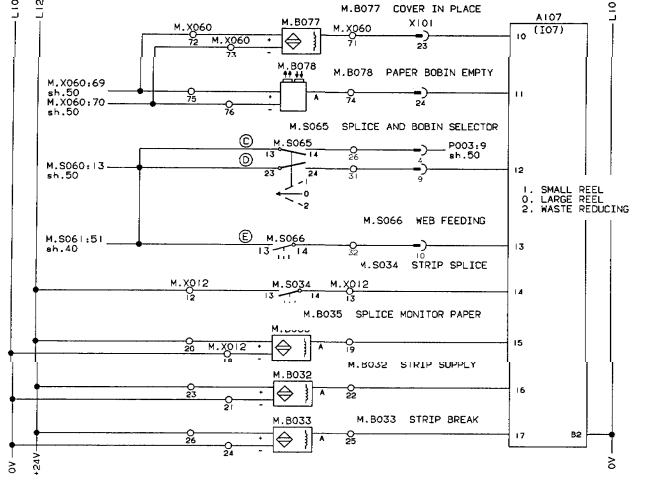 L10
L12
M.B077 COVER IN PLACE
L10
M.X060
72
M.X060
73
M.B077
+
-
M.X060
71
X101
23
A107
(I07)
10
M.B078
M.B078 PAPER BOBIN EMPTY
M.X060:69
sh.50
M.X060:70
sh.50
75
76
+
-
A
74
24
11
M.S065 SPLICE AND BOBIN SELECTOR
C
M.S065
13
14
26
4
P003:9
sh.50
M.S060:13
sh.50
D
23
24
31
9
12
1
0
2
1. SMALL REEL
0. LARGE REEL
2. WASTE REDUCING
M.S066 WEB FEEDING
M.S061:51
sh.40
E
M.S066
13
14
32
10
13
M.S034 STRIP SPLICE
M.X012
12
M.S034
13
14
M.X012
13
14
M.B035 SPLICE MONITOR PAPER
20
M.X012
+
-
A
19
15
M.B032 STRIP SUPPLY
M.B032
23
21
+
-
A
22
16
M.B033 STRIP BREAK
M.B033
26
24
+
-
A
25
17
B2
0V
+24V
0V